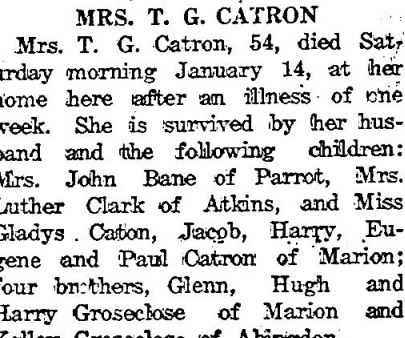 MRS. T. G. CATRON
Mrs. T. G. Catron, 54, died Sat-
urday morning January 14, at her
home here after an illness of one
week. She is survived by her hus-
band and the following children:
Mrs. John Bane of Parrot, Mrs.
Luther Clark of Atkins, and Miss
Gladys Caton, Jacob, Harry, Eu-
gene and Paul Catron of Marion;
four brothers, Glenn, Hugh and
Harry Groseclose of Marion and
Groseclose of Abingdon